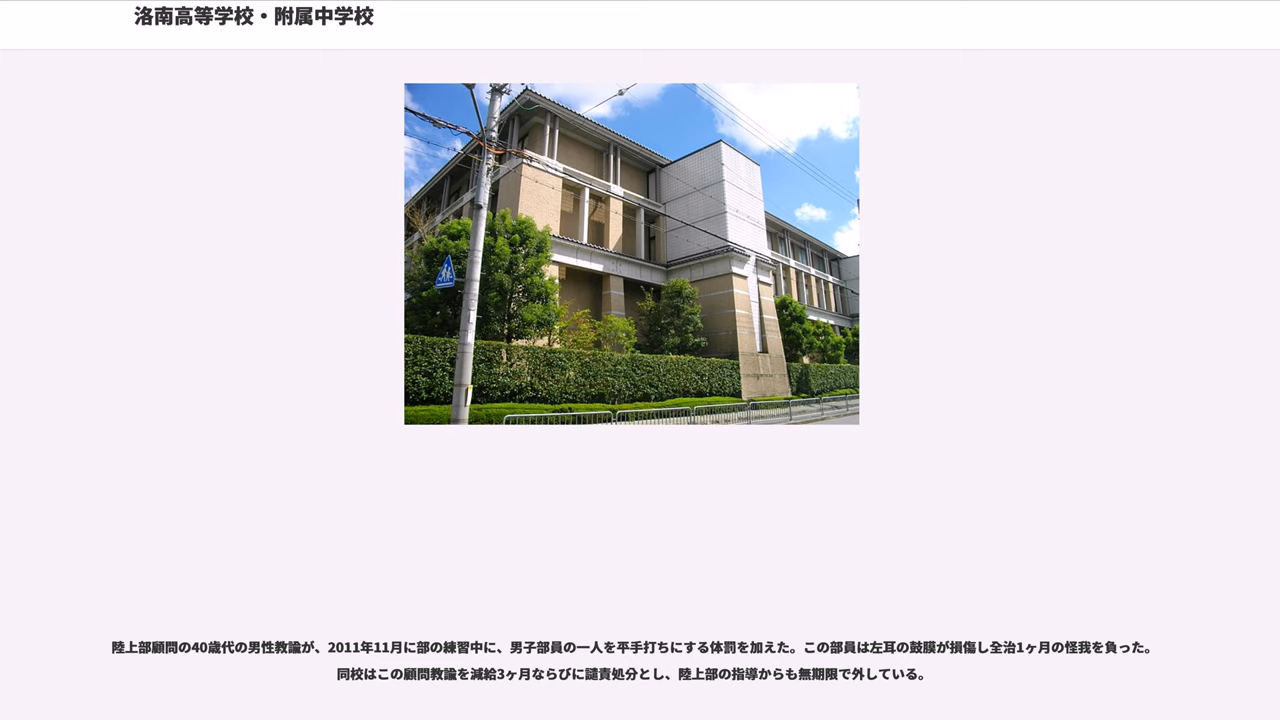 洛南高等学校・附属中学校
陸上部顧問の40歳代の男性教諭が、2011年11月に部の練習中に、男子部員の一人を平手打ちにする体罰を加えた。この部員は左耳の鼓膜が損傷し全治1ヶ月の怪我を負った。
同校はこの顧問教諭を減給3ヶ月ならびに譴責処分とし、陸上部の指導からも無期限で外している。